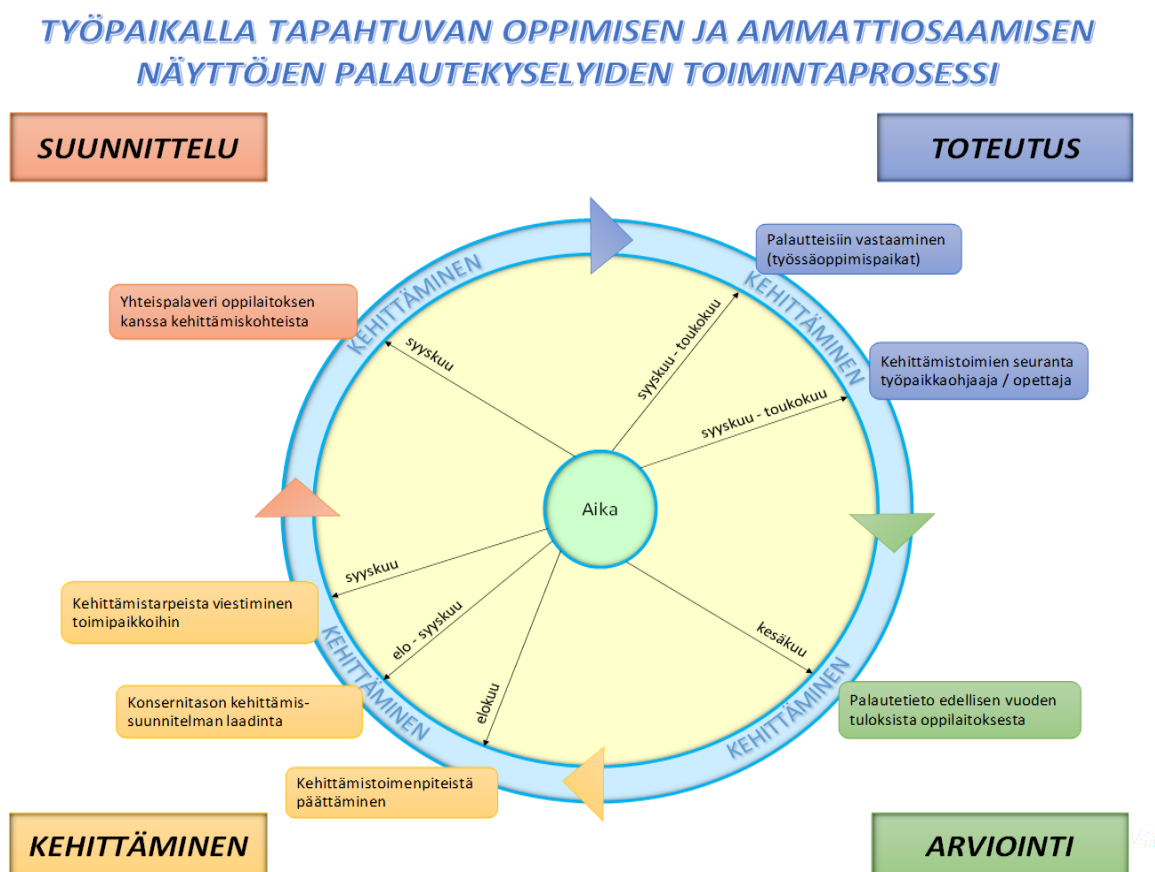 TYÖPAIKALLA TAPAHTUVAN OPPIMISEN JA AMMATTIOSAAMISEN
NÄYTTÖJEN PALAUTEKYSELYIDEN TOIMINTAPROSESSI
SUUNNITTELU
TOTEUTUS
Palautteisiin vastaaminen
(työssäoppimispaikat)
KEHITTÄMINEN
KEHITTÄMINEN
Yhteispalaveri oppilaitoksen
kanssa kehittämiskohteista
syyskuu
syyskuu - toukokuu
Kehittämistoimien seuranta
työpaikkaohjaaja / opettaja
syyskuu - toukokuu
Aika
syyskuu
Kehittämistarpeista viestiminen
toimipaikkoihin
elo - syyskuu
kesäkuu
KEHITTÄMINEN
KEHITTÄMINEN
Konsernitason kehittämis-
suunnitelman laadinta
elokuu
Palautetieto edellisen vuoden
tuloksista oppilaitoksesta
Kehittämistoimenpiteistä
päättäminen
KEHITTÄMINEN
ARVIOINTI